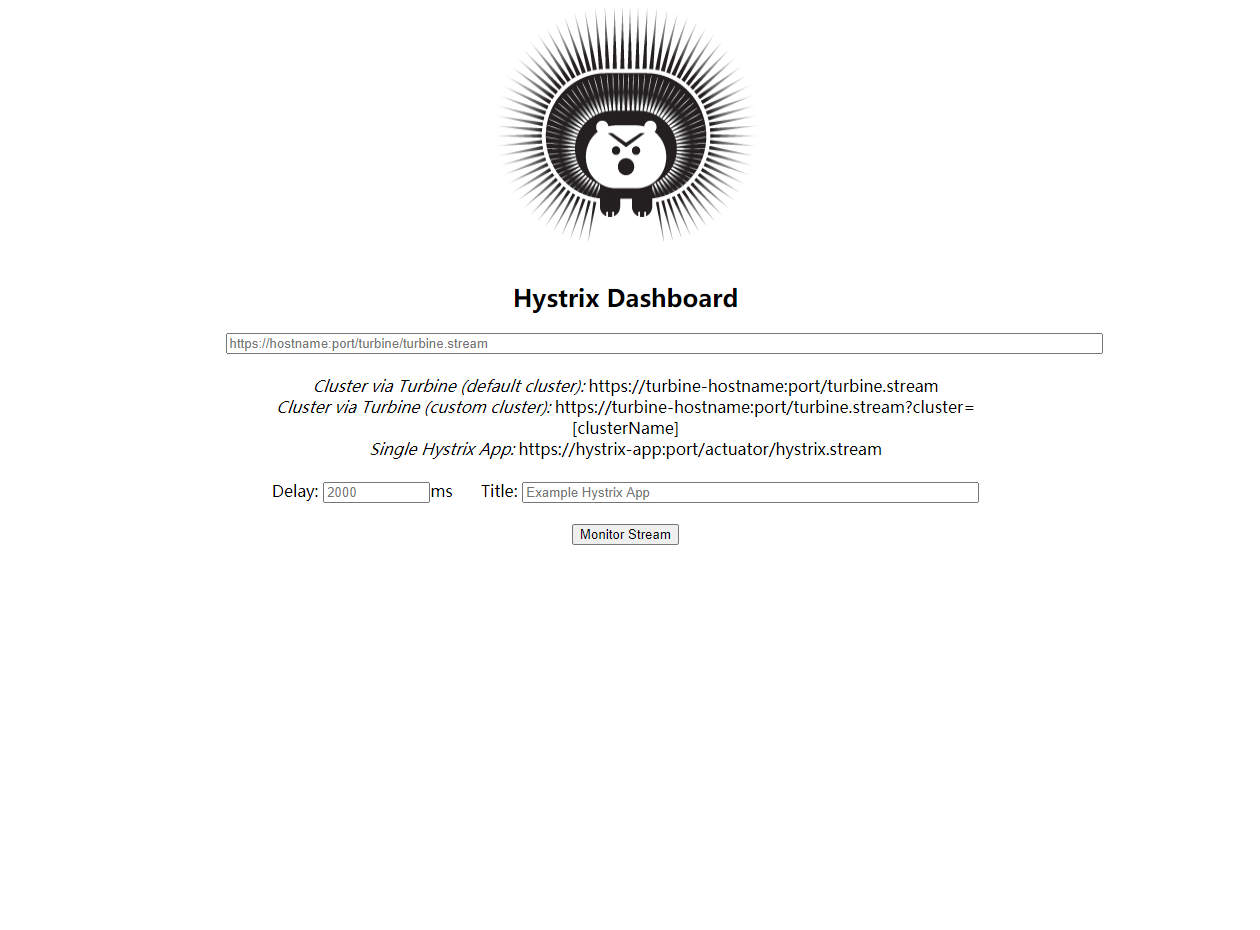 Hystrix Dashboard
https://hostname:port/turbine/turbine.stream
Cluster via Turbine (default cluster): https://turbine-hostname:port/turbine.stream
Cluster via Turbine (custom cluster): https://turbine-hostname:port/turbine.stream?cluster=
[clusterName]
Single Hystrix App: https://hystrix-app:port/actuator/hystrix.stream
Delay: 2000 ms Title: Example Hystrix App
Monitor Stream